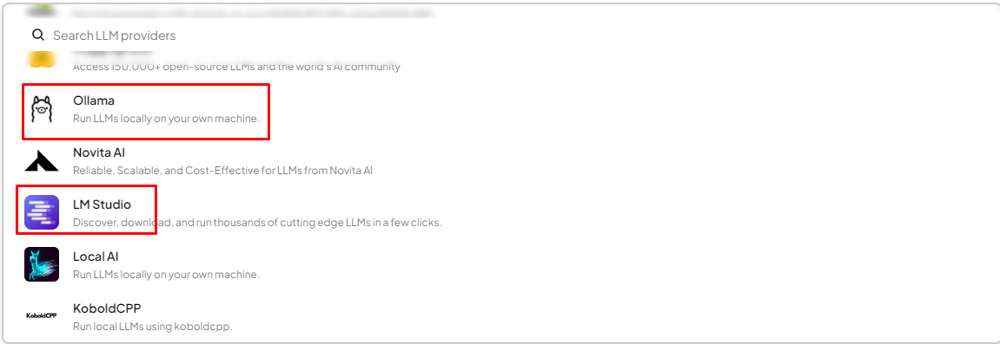 Search LLM providers
Access 150,000+ open-source LLMs and the world's AI community
Ollama
Run LLMs locally on your own machine.
Novita AI
Reliable, Scalable, and Cost-Effective for LLMs from Novita AI
LM Studio
Discover, download, and run thousands of cutting edge LLMs in a few clicks.
Local AI
Run LLMs locally on your own machine.
KoboldCPP
KoboldCPP
Run local LLMs using koboldcpp.